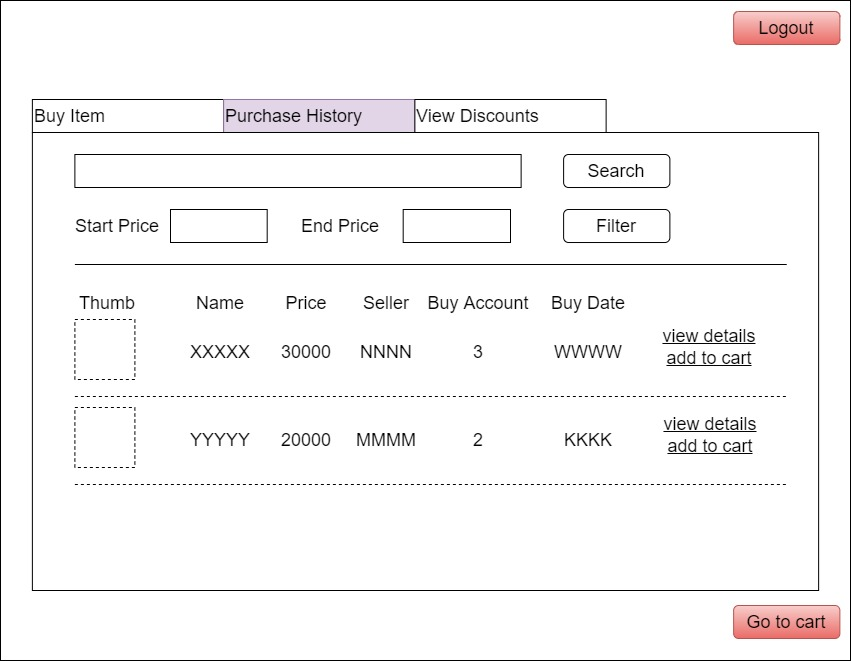 Logout
Buy Item Purchase History View Discounts
Search
Start Price End Price Filter
Thumb Name Price Seller Buy Account Buy Date
XXXXX 30000 NNNN 3 WWWW view details
add to cart
YYYYY 20000 MMMM 2 KKKK view details
add to cart
Go to cart